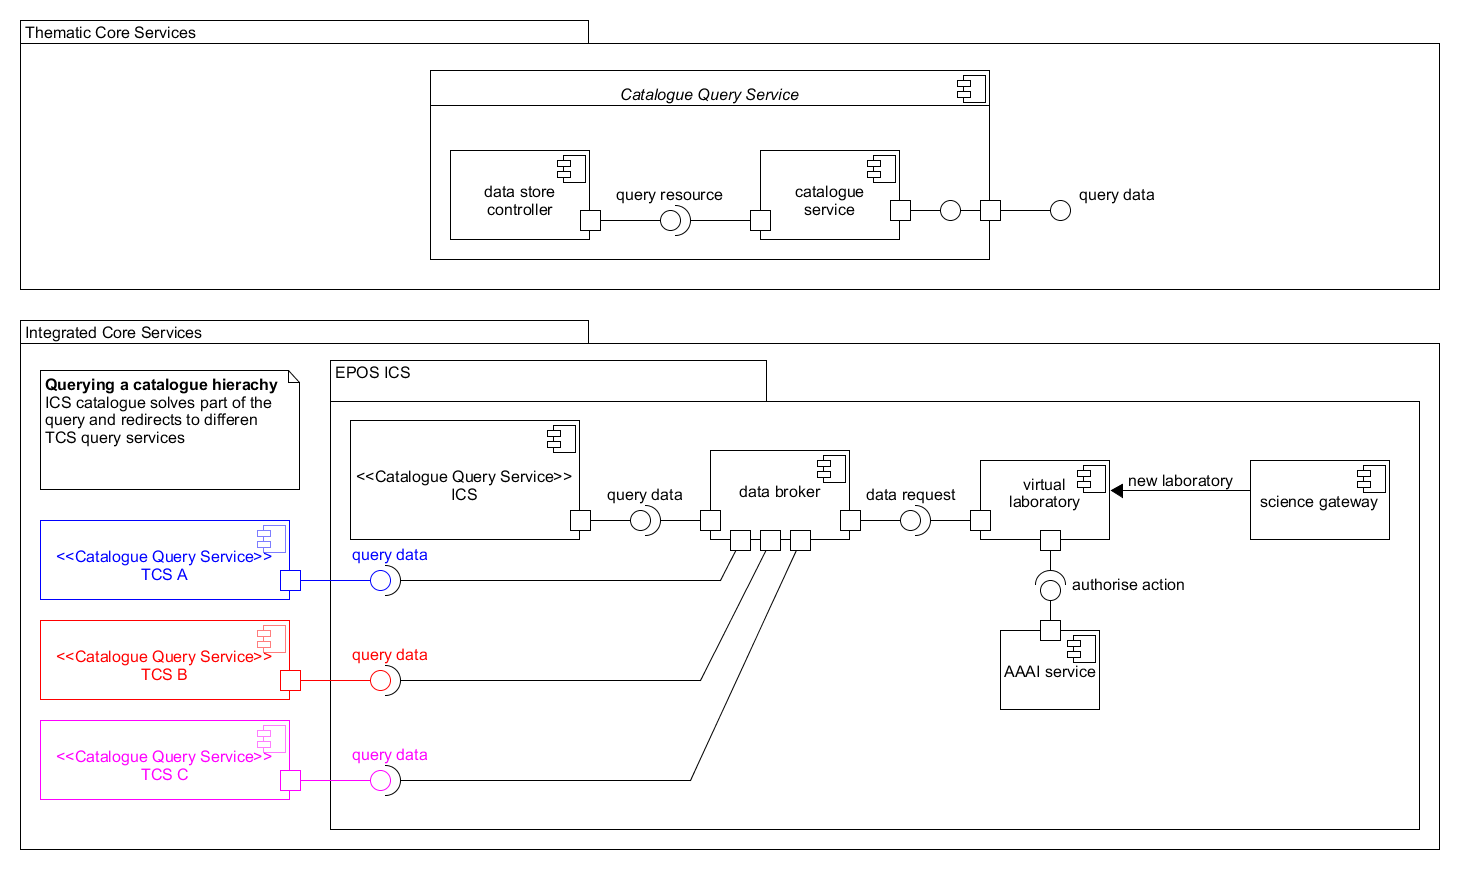 Thematic Core Services
Catalogue Query Service
data store
controller
query resource
catalogue
service
query data
Integrated Core Services
Querying a catalogue hierachy
ICS catalogue solves part of the
query and redirects to differen
TCS query services
EPOS ICS
<<Catalogue Query Service>>
ICS
query data
data broker
data request
virtual
laboratory
new laboratory
science gateway
<<Catalogue Query Service>>
TCS A
query data
authorise action
<<Catalogue Query Service>>
TCS B
query data
AAAI service
<<Catalogue Query Service>>
TCS C
query data